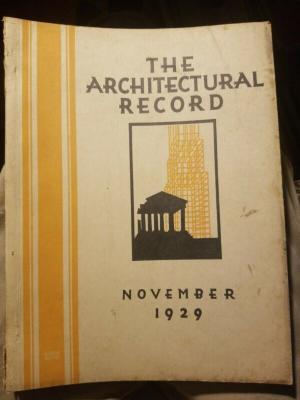 THE
ARCHITECTURAL
RECORD
NOVEMBER
1929